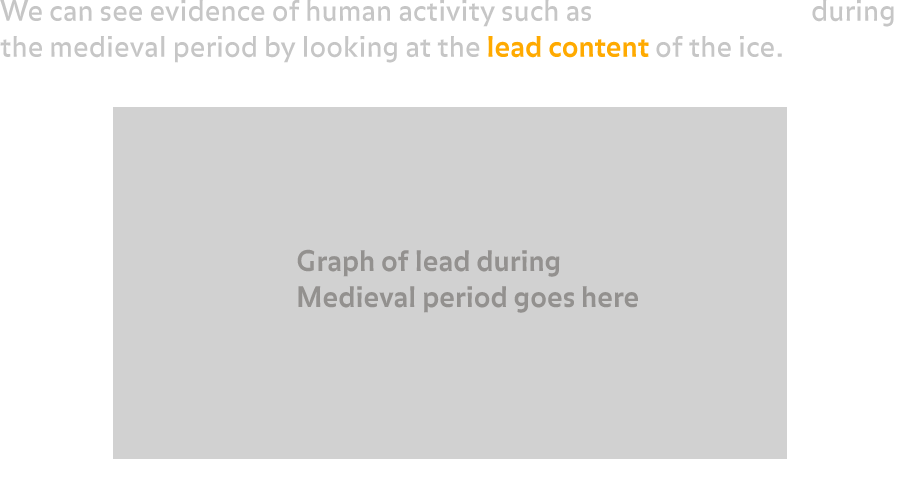 We can see evidence of human activity such as during
the medieval period by looking at the lead content of the ice.
Graph of lead during
Medieval period goes here